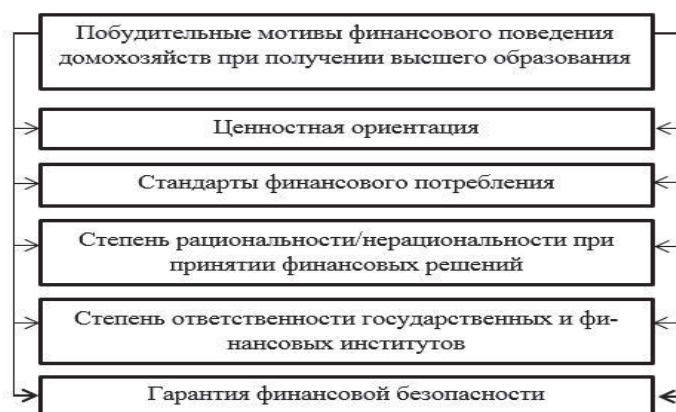 Побудительные мотивы финансового поведения
домохозяйств при получении высшего образования
Ценностная ориентация
Стандарты финансового потребления
Степень рациональности/нерациональности при
принятии финансовых решений
Степень ответственности государственных и фи-
нансовых институтов
Гарантия финансовой безопасности